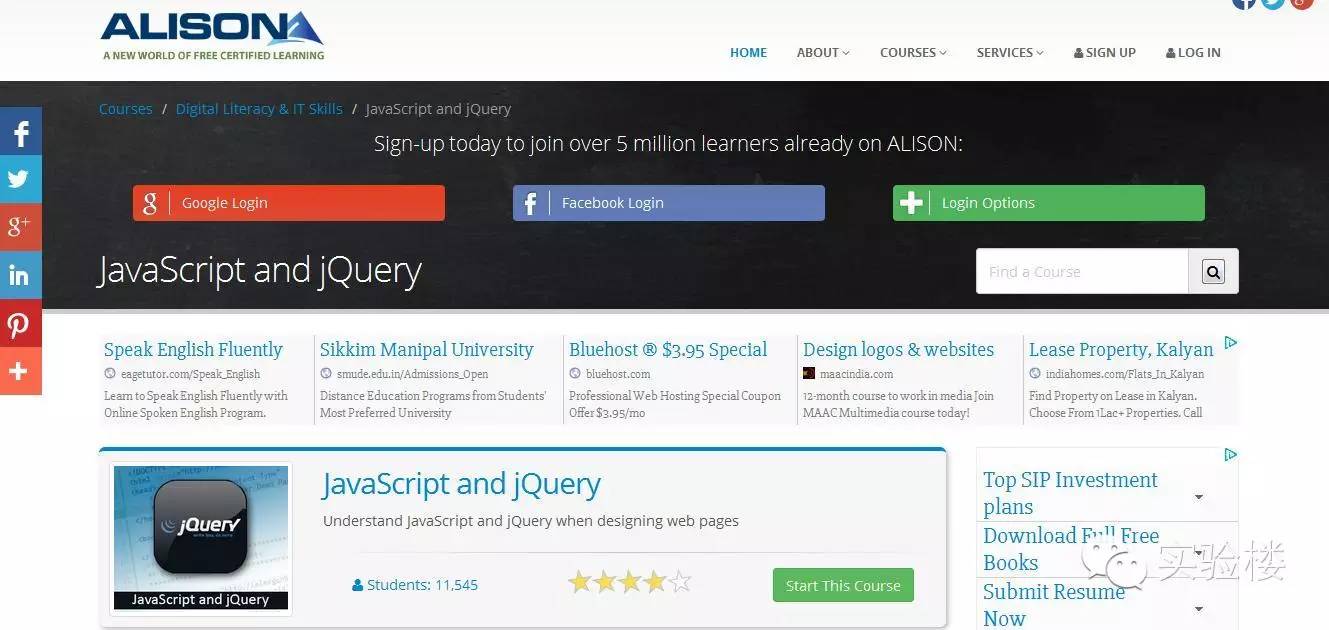 ALISON
A NEW WORLD OF FREE CERTIFIED LEARNING
HOME ABOUT COURSES SERVICES SIGN UP LOG IN
Courses / Digital Literacy & IT Skills / JavaScript and jQuery
Sign-up today to join over 5 million learners already on ALISON:
Google Login
Facebook Login
Login Options
JavaScript and jQuery
Find a Course
Speak English Fluently
eagetutor.com/Speak_English
Learn to Speak English Fluently with
Online Spoken English Program.
Sikkim Manipal University
smude.edu.in/Admissions_Open
Distance Education Programs from Students'
Most Preferred University
Bluehost ® $3.95 Special
bluehost.com
Professional Web Hosting Special Coupon
Offer $3.95/mo
Design logos & websites
maacindia.com
12-month course to work in media Join
MAAC Multimedia course today!
Lease Property, Kalyan
indiahomes.com/Flats_In_Kalyan
Find Property on Lease in Kalyan.
Choose From 1Lac+ Properties. Call
jQuery
write less, do more.
JavaScript and jQuery
JavaScript and jQuery
Understand JavaScript and jQuery when designing web pages
Students: 11,545
Start This Course
Top SIP Investment
plans
Download Full Free
Books
Submit Resume
Now
实验楼